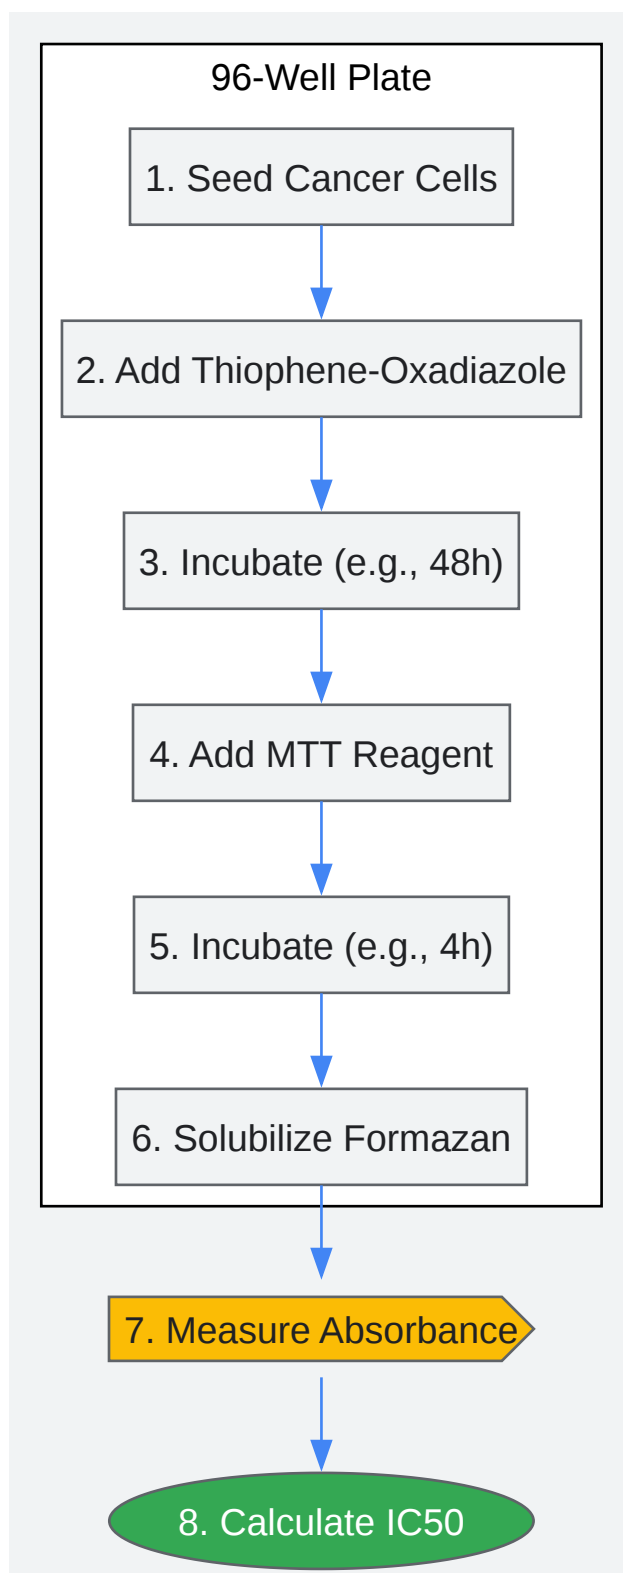 96-Well Plate
1. Seed Cancer Cells
2. Add Thiophene-Oxadiazole
3. Incubate (e.g., 48h)
4. Add MTT Reagent
5. Incubate (e.g., 4h)
6. Solubilize Formazan
7. Measure Absorbance
8. Calculate IC50